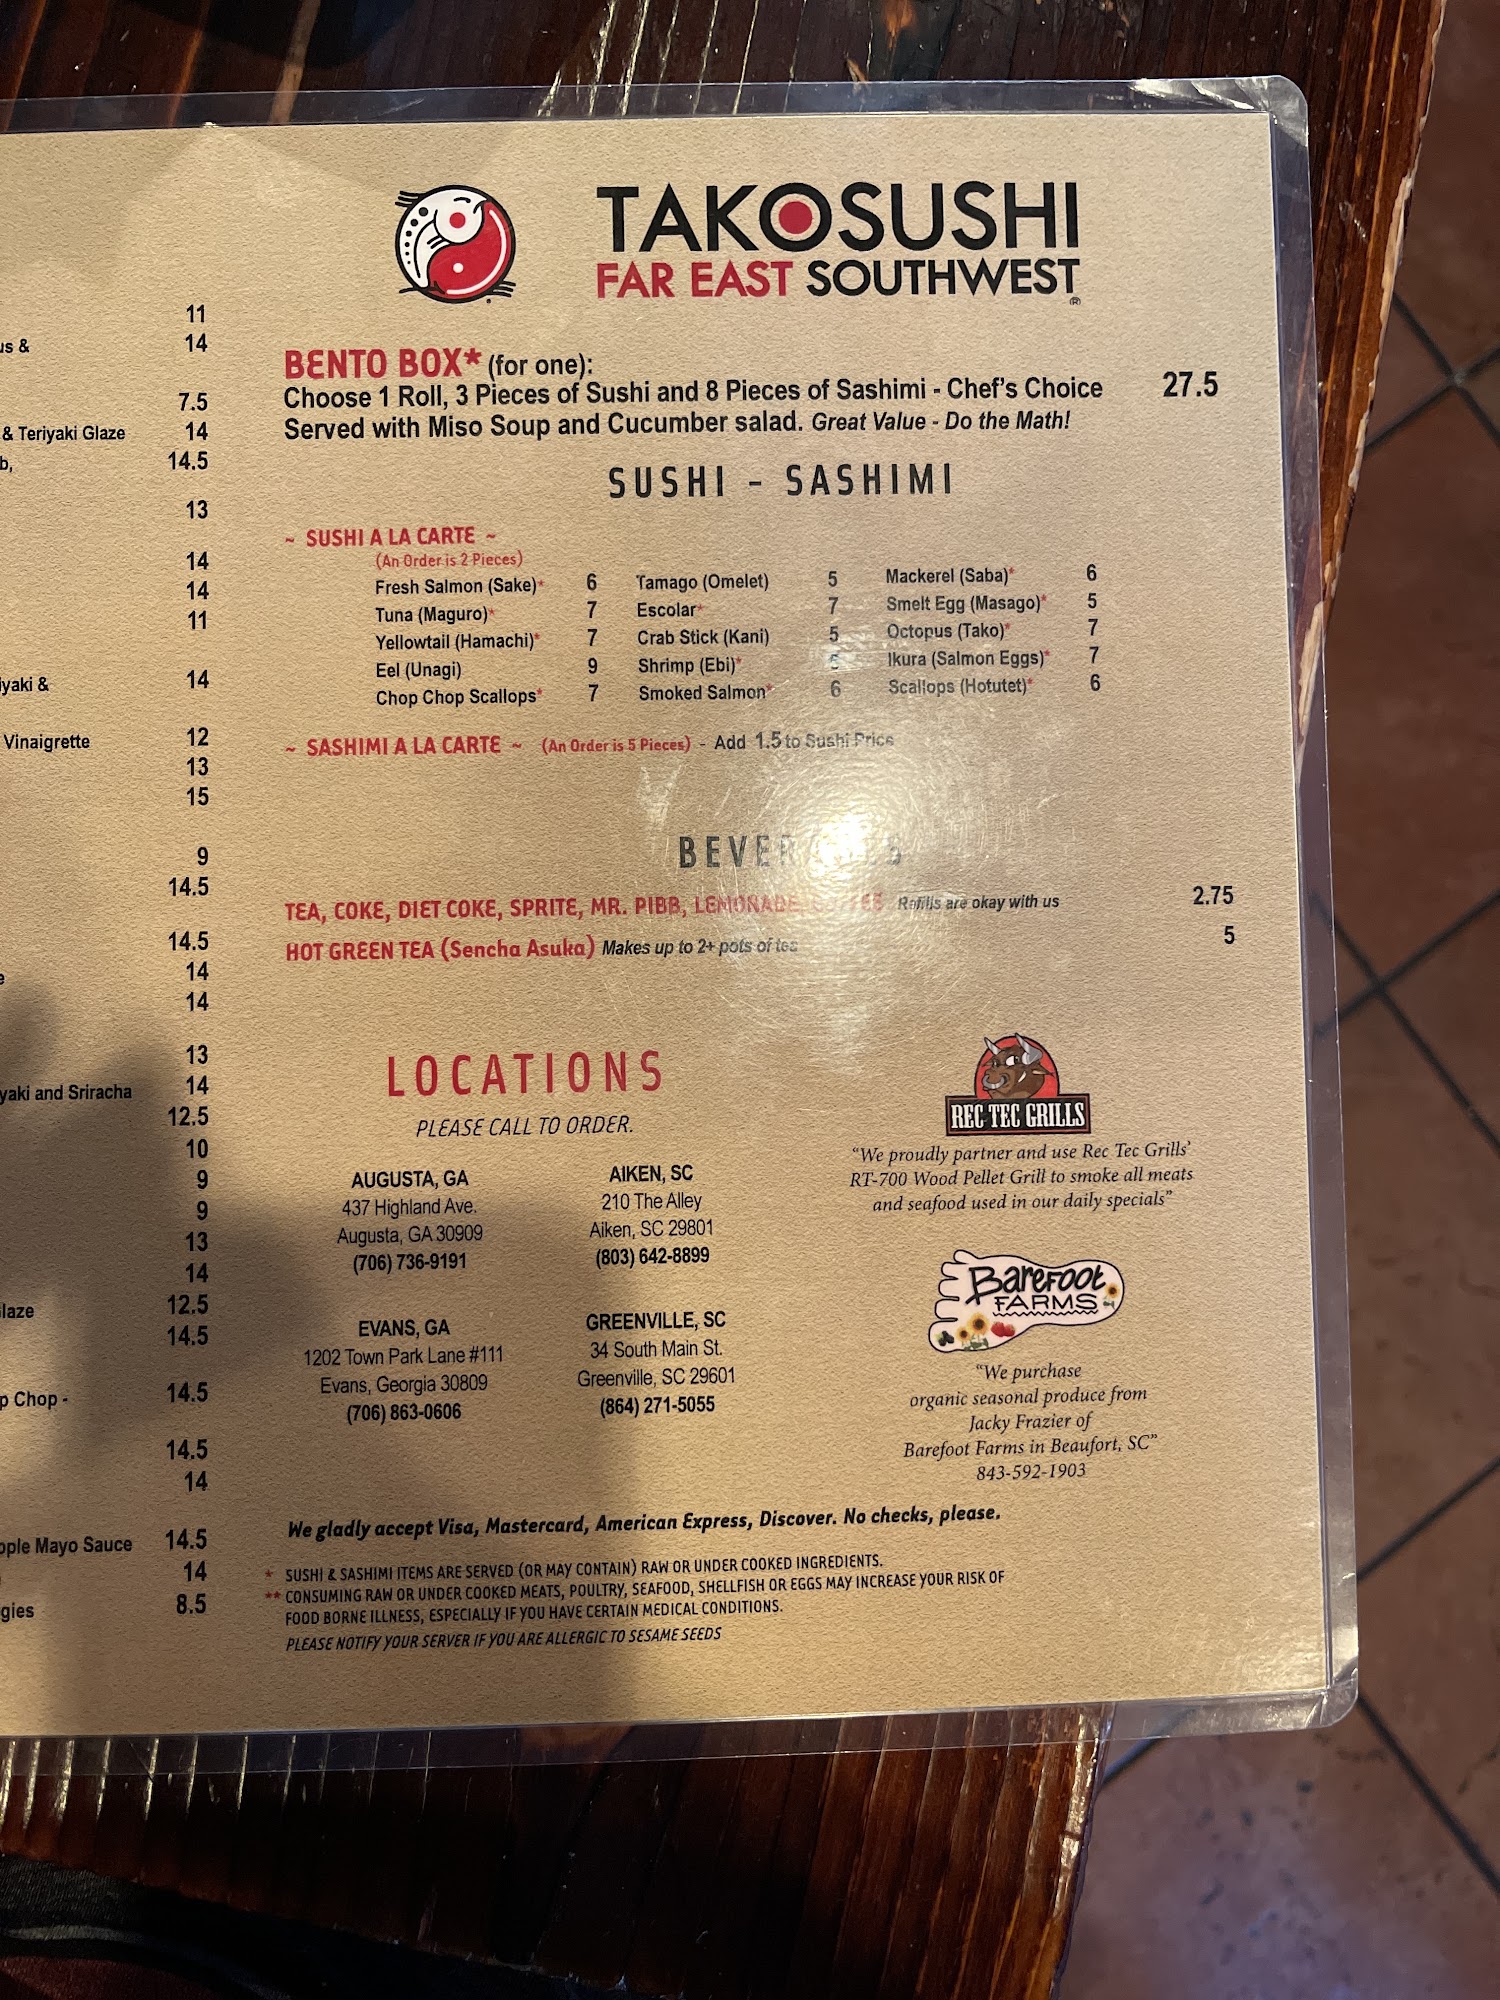 11
us & 14
7.5
& Teriyaki Glaze 14
b, 14.5
13
14
14
11
iyaki & 14
Vinaigrette 12
13
15
9
14.5
14.5
e 14
14
13
yaki and Sriracha 14
12.5
10
9
9
13
14
laze 12.5
14.5
p Chop - 14.5
14.5
14
pple Mayo Sauce 14.5
14
gies 8.5
TAKOSUSHI
FAR EAST SOUTHWEST®
BENTO BOX* (for one):
Choose 1 Roll, 3 Pieces of Sushi and 8 Pieces of Sashimi - Chef's Choice 27.5
Served with Miso Soup and Cucumber salad. Great Value - Do the Math!
SUSHI - SASHIMI
~ SUSHI A LA CARTE ~
(An Order is 2 Pieces)
Fresh Salmon (Sake)* 6 Tamago (Omelet) 5 Mackerel (Saba)* 6
Tuna (Maguro)* 7 Escolar* 7 Smelt Egg (Masago)* 5
Yellowtail (Hamachi)* 7 Crab Stick (Kani) 5 Octopus (Tako)* 7
Eel (Unagi) 9 Shrimp (Ebi)* Ikura (Salmon Eggs)* 7
Chop Chop Scallops* 7 Smoked Salmon* 6 Scallops (Hotutet)* 6
~ SASHIMI A LA CARTE ~ (An Order is 5 Pieces) - Add 1.5 to Sushi Price
BEVERAGES
TEA, COKE, DIET COKE, SPRITE, MR. PIBB, LEMONADE, COFFEE Refills are okay with us 2.75
HOT GREEN TEA (Sencha Asuka) Makes up to 2+ pots of tea 5
LOCATIONS
PLEASE CALL TO ORDER.
AUGUSTA, GA
437 Highland Ave.
Augusta, GA 30909
(706) 736-9191
AIKEN, SC
210 The Alley
Aiken, SC 29801
(803) 642-8899
EVANS, GA
1202 Town Park Lane #111
Evans, Georgia 30809
(706) 863-0606
GREENVILLE, SC
34 South Main St.
Greenville, SC 29601
(864) 271-5055
REC TEC GRILLS
"We proudly partner and use Rec Tec Grills'
RT-700 Wood Pellet Grill to smoke all meats
and seafood used in our daily specials"
Barefoot
FARMS
"We purchase
organic seasonal produce from
Jacky Frazier of
Barefoot Farms in Beaufort, SC"
843-592-1903
We gladly accept Visa, Mastercard, American Express, Discover. No checks, please.
* SUSHI & SASHIMI ITEMS ARE SERVED (OR MAY CONTAIN) RAW OR UNDER COOKED INGREDIENTS.
** CONSUMING RAW OR UNDER COOKED MEATS, POULTRY, SEAFOOD, SHELLFISH OR EGGS MAY INCREASE YOUR RISK OF
FOOD BORNE ILLNESS, ESPECIALLY IF YOU HAVE CERTAIN MEDICAL CONDITIONS.
PLEASE NOTIFY YOUR SERVER IF YOU ARE ALLERGIC TO SESAME SEEDS